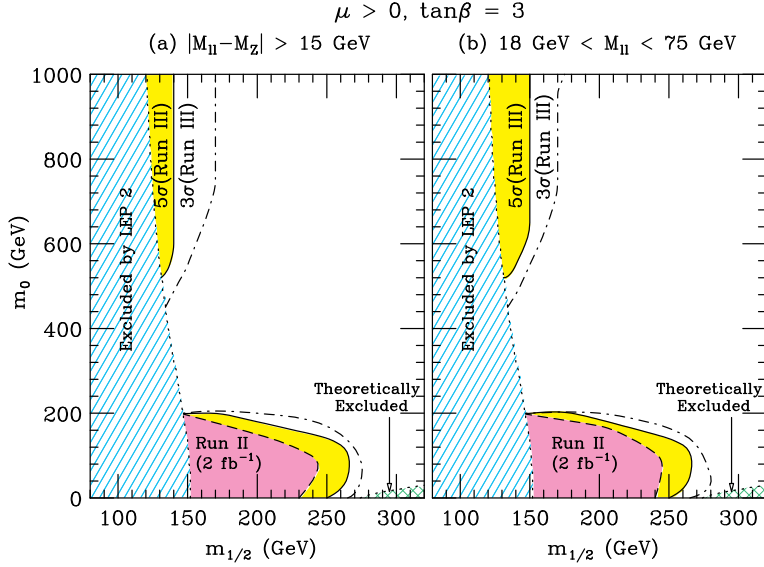 μ > 0, tanβ = 3
(a) |M_ll−M_Z| > 15 GeV
(b) 18 GeV < M_ll < 75 GeV
m_0 (GeV)
1000
800
600
400
200
0
Excluded by LEP 2
5σ(Run III)
3σ(Run III)
Theoretically
Excluded
Run II
(2 fb⁻¹)
100
150
200
250
300
m_1/2 (GeV)
Excluded by LEP 2
5σ(Run III)
3σ(Run III)
Theoretically
Excluded
Run II
(2 fb⁻¹)
100
150
200
250
300
m_1/2 (GeV)